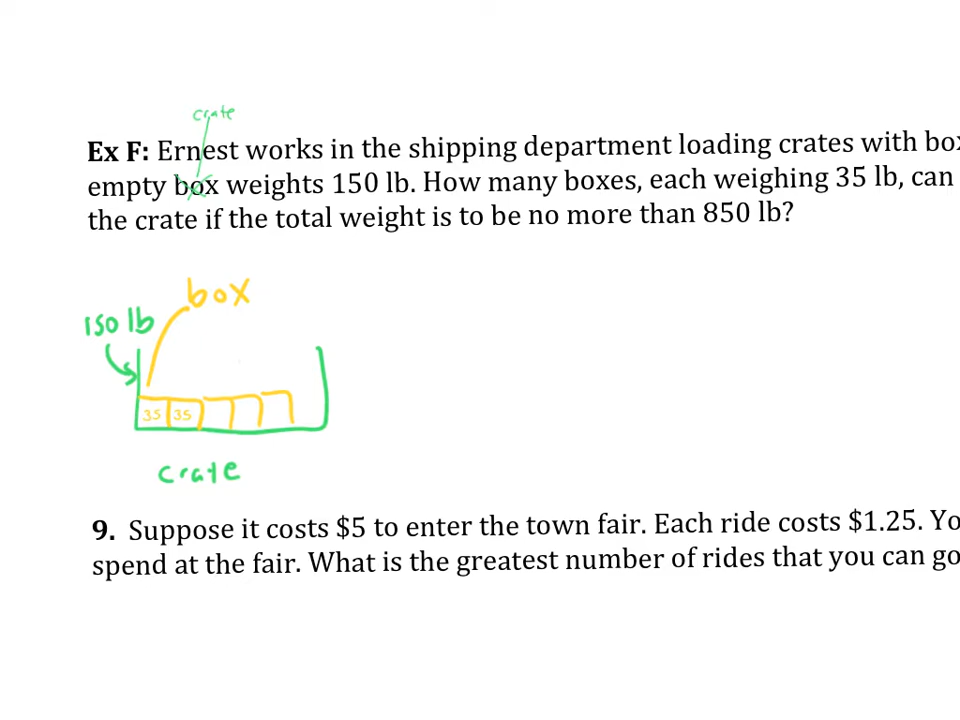 crate
Ex F: Ernest works in the shipping department loading crates with
empty box weights 150 lb. How many boxes, each weighing 35 lb, can
the crate if the total weight is to be no more than 850 lb?
box
150 lb
35 35
crate
9. Suppose it costs $5 to enter the town fair. Each ride costs $1.25.
spend at the fair. What is the greatest number of rides that you can go